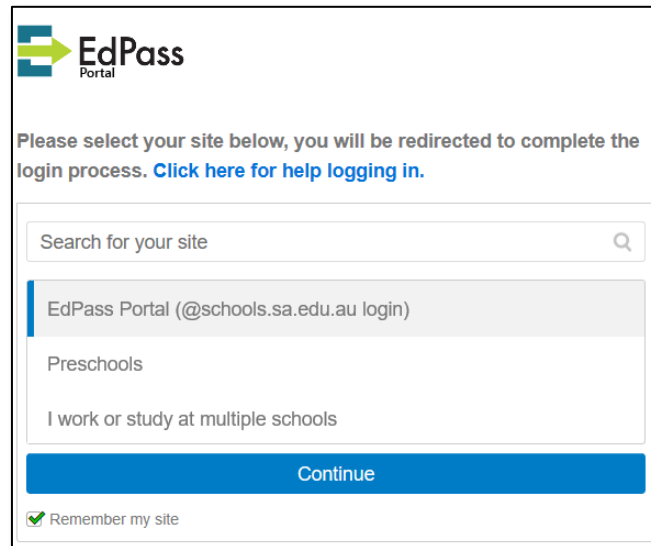 EdPass
Portal
Please select your site below, you will be redirected to complete the
login process. Click here for help logging in.
Search for your site
EdPass Portal (@schools.sa.edu.au login)
Preschools
I work or study at multiple schools
Continue
Remember my site